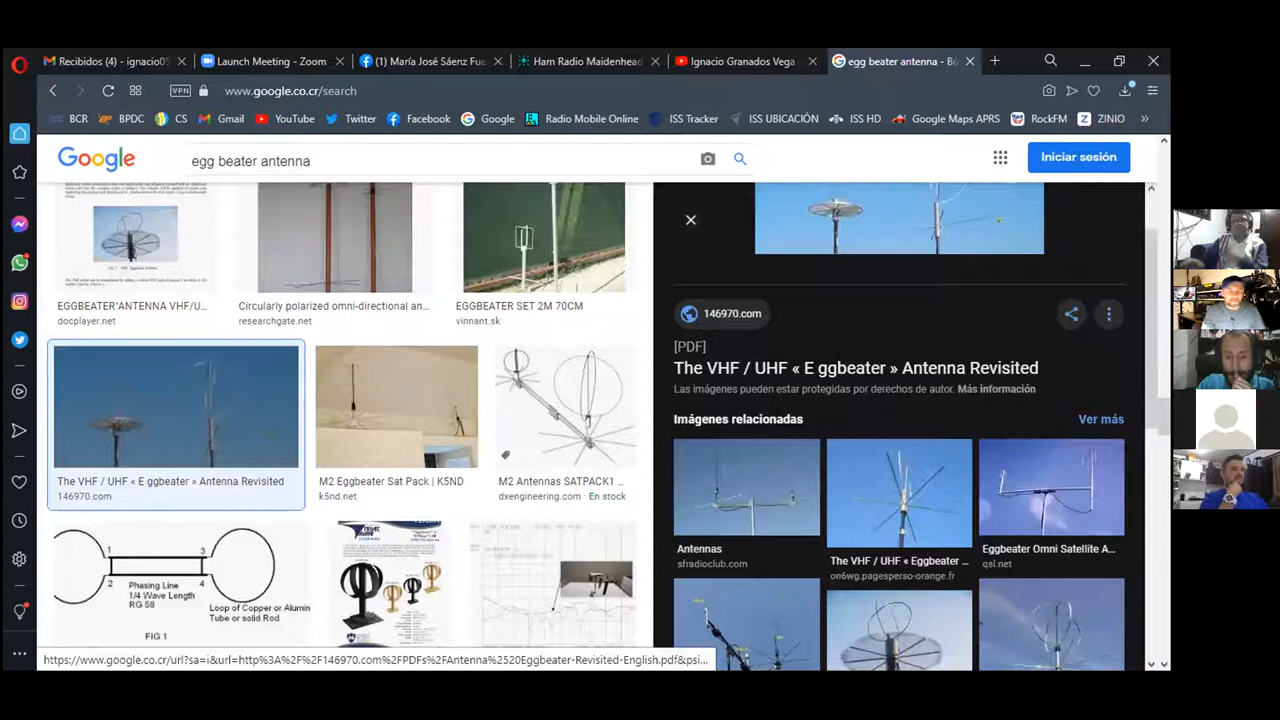 Recibidos (4) - ignacio05
Launch Meeting - Zoom
(1) María José Sáenz Fue
Ham Radio Maidenhead
Ignacio Granados Vega
egg beater antenna - Bú
VPN
www.google.co.cr/search
BCR
BPDC
CS
Gmail
YouTube
Twitter
Facebook
Google
Radio Mobile Online
ISS Tracker
ISS UBICACIÓN
ISS HD
Google Maps APRS
RockFM
ZINIO
»
Google
egg beater antenna
Iniciar sesión
EGGBEATER"ANTENNA VHF/U...
docplayer.net
Circularly polarized omni-directional an...
researchgate.net
EGGBEATER SET 2M 70CM
vinnant.sk
The VHF / UHF « E ggbeater » Antenna Revisited
146970.com
M2 Eggbeater Sat Pack | K5ND
k5nd.net
M2 Antennas SATPACK1 ...
dxengineering.com · En stock
1
2
3
4
Phasing Line
1/4 Wave Length
RG 58
Loop of Copper or Alumin
Tube or solid Rod
FIG 1
146970.com
[PDF]
The VHF / UHF « E ggbeater » Antenna Revisited
Las imágenes pueden estar protegidas por derechos de autor. Más información
Imágenes relacionadas
Ver más
Antennas
sfradioclub.com
The VHF / UHF « Eggbeater ...
on6wg.pagesperso-orange.fr
Eggbeater Omni Satellite A...
qsl.net
https://www.google.co.cr/url?sa=i&url=http%3A%2F%2F146970.com%2FPDFs%2FAntenna%2520Eggbeater-Revisited-English.pdf&psi...